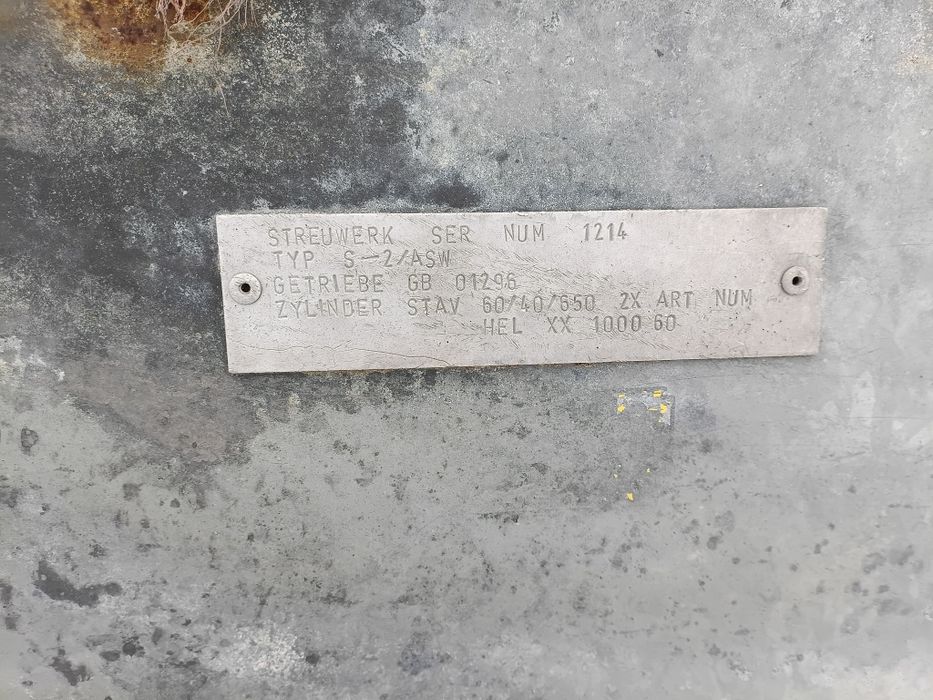 STREUWERK SER NUM 1214
TYP S-2/ASW
GETRIEBE GB 01296
ZYLINDER STAV 60/40/650 2X ART NUM
HEL XX 1000 60